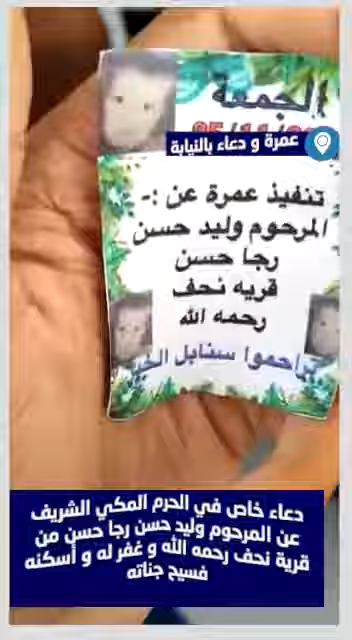 الجمعة
عمرة و دعاء بالنيابة
تنفيذ عمرة عن :-
المرحوم وليد حسن
رجا حسن
قريه نحف
رحمه الله
تراحموا سنابل الخير
دعاء خاص في الحرم المكي الشريف
عن المرحوم وليد حسن رجا حسن من
قرية نحف رحمه الله و غفر له و أسكنه
فسيح جناته